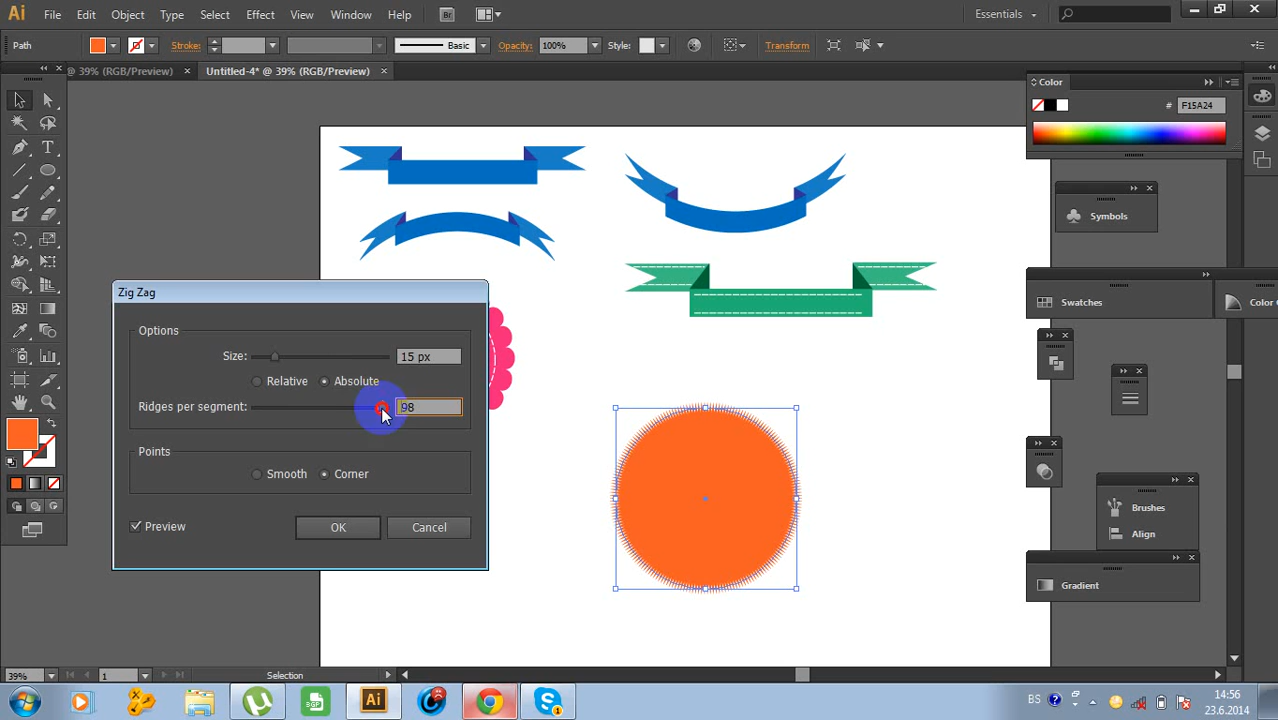 Ai File Edit Object Type Select Effect View Window Help Br Essentials
Path Stroke: Basic Opacity: 100% Style: Transform
@ 39% (RGB/Preview) × Untitled-4* @ 39% (RGB/Preview) ×
Color
# F15A24
Symbols
Swatches
Color
Zig Zag
Options
Size: 15 px
Relative Absolute
Ridges per segment: 98
Points
Smooth Corner
Preview OK Cancel
Brushes
Align
Gradient
39% 1 Selection
Ai SGP BS 14:56
23.6.2014